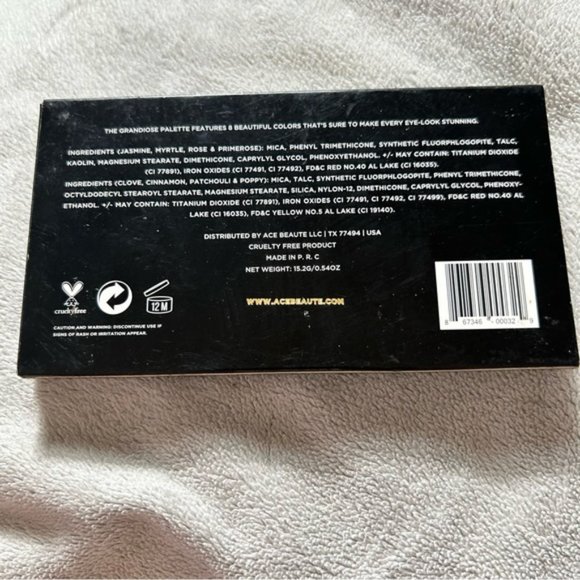 THE GRANDIOSE PALETTE FEATURES 8 BEAUTIFUL COLORS THAT'S SURE TO MAKE EVERY EYE-LOOK STUNNING.
INGREDIENTS (JASMINE, MYRTLE, ROSE & PRIMEROSE): MICA, PHENYL TRIMETHICONE, SYNTHETIC FLUORPHLOGOPITE, TALC,
KAOLIN, MAGNESIUM STEARATE, DIMETHICONE, CAPRYLYL GLYCOL, PHENOXYETHANOL. +/- MAY CONTAIN: TITANIUM DIOXIDE
(CI 77891), IRON OXIDES (CI 77491, CI 77492), FD&C RED NO.40 AL LAKE (CI 16035).
INGREDIENTS (CLOVE, CINNAMON, PATCHOULI & POPPY): MICA, TALC, SYNTHETIC FLUORPHLOGOPITE, PHENYL TRIMETHICONE,
OCTYLDODECYL STEAROYL STEARATE, MAGNESIUM STEARATE, SILICA, NYLON-12, DIMETHICONE, CAPRYLYL GLYCOL, PHENOXY-
ETHANOL. +/- MAY CONTAIN: TITANIUM DIOXIDE (CI 77891), IRON OXIDES (CI 77491, CI 77492, CI 77499), FD&C RED NO.40 AL
LAKE (CI 16035), FD&C YELLOW NO.5 AL LAKE (CI 19140).
DISTRIBUTED BY ACE BEAUTE LLC | TX 77494 | USA
CRUELTY FREE PRODUCT
MADE IN P. R. C
NET WEIGHT: 15.2G/0.54OZ
WWW.ACEBEAUTE.COM
crueltyfree
12 M
CAUTION AND WARNING: DISCONTINUE USE IF
SIGNS OF RASH OR IRRITATION APPEAR.
8 67346 00032 9